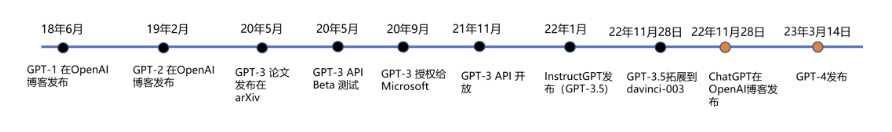 18年6月
19年2月
20年5月
20年5月
20年9月
21年11月
22年1月
22年11月28日
22年11月28日
23年3月14日
GPT-1 在OpenAI
博客发布
GPT-2 在OpenAI
博客发布
GPT-3 论文
发布在
arXiv
GPT-3 API
Beta 测试
GPT-3 授权给
Microsoft
GPT-3 API 开
放
InstructGPT发
布（GPT-3.5)
GPT-3.5拓展到
davinci-003
ChatGPT在
OpenAI博客发
布
GPT-4发布